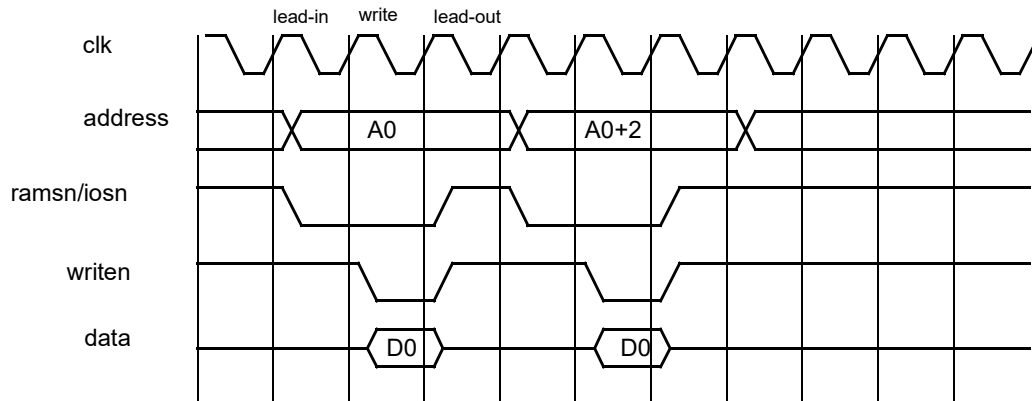 lead-in write lead-out
clk
address A0 A0+2
ramsn/iosn
writen
data D0 D0